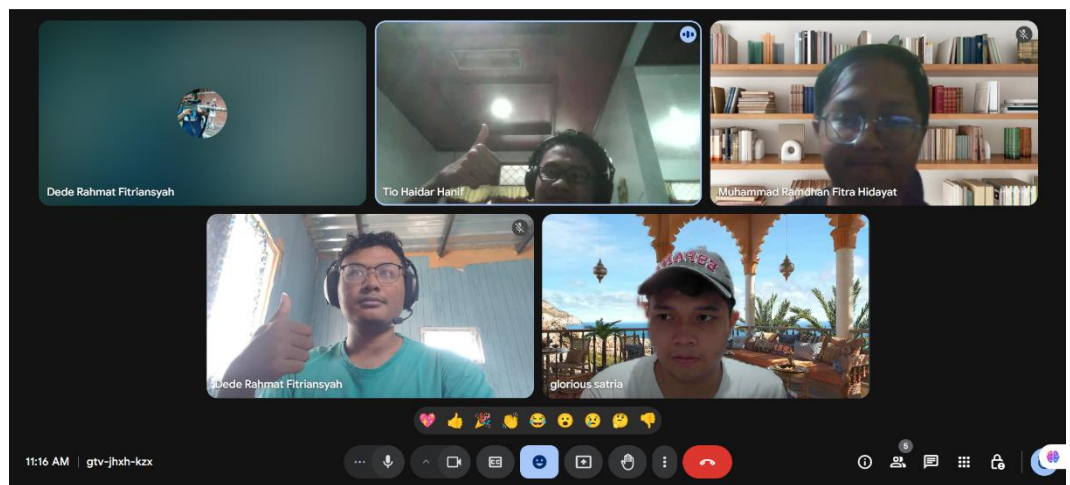 Dede Rahmat Fitriansyah
Tio Haidar Hanif
Muhammad Ramdhan Fitra Hidayat
Dede Rahmat Fitriansyah
glorious satria
5
11:16 AM | gtv-jhxh-kzx
CC